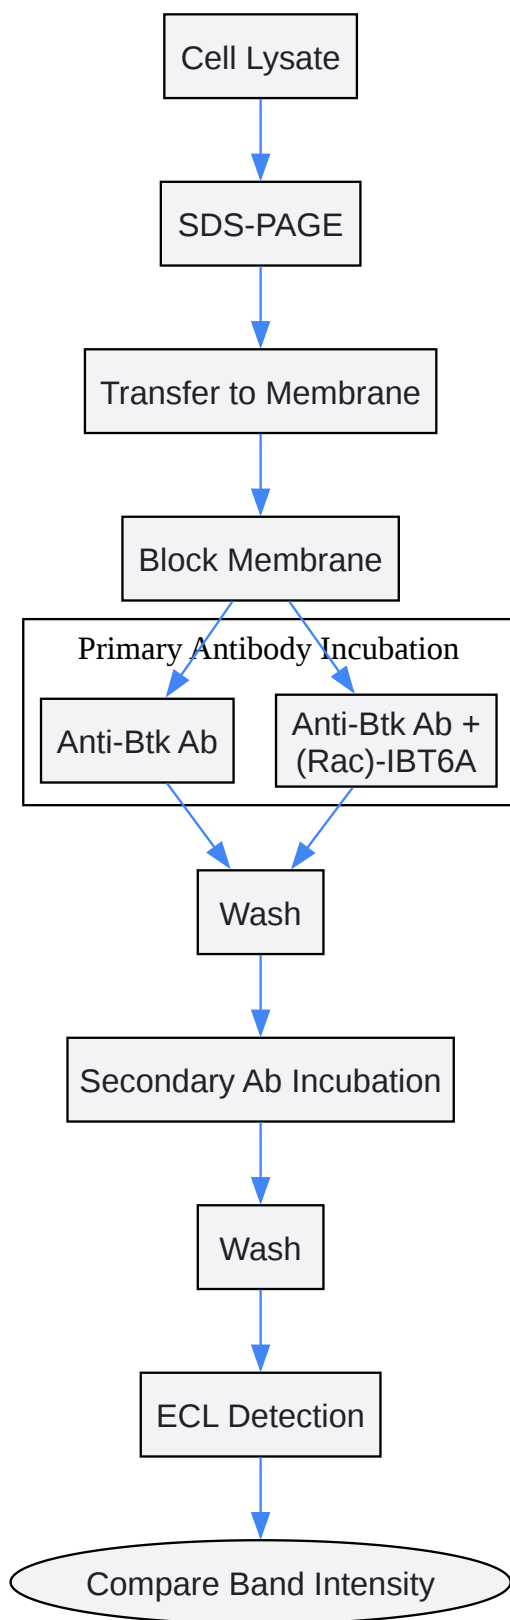 Cell Lysate
SDS-PAGE
Transfer to Membrane
Block Membrane
Primary Antibody Incubation
Anti-Btk Ab
Anti-Btk Ab +
(Rac)-IBT6A
Wash
Secondary Ab Incubation
Wash
ECL Detection
Compare Band Intensity